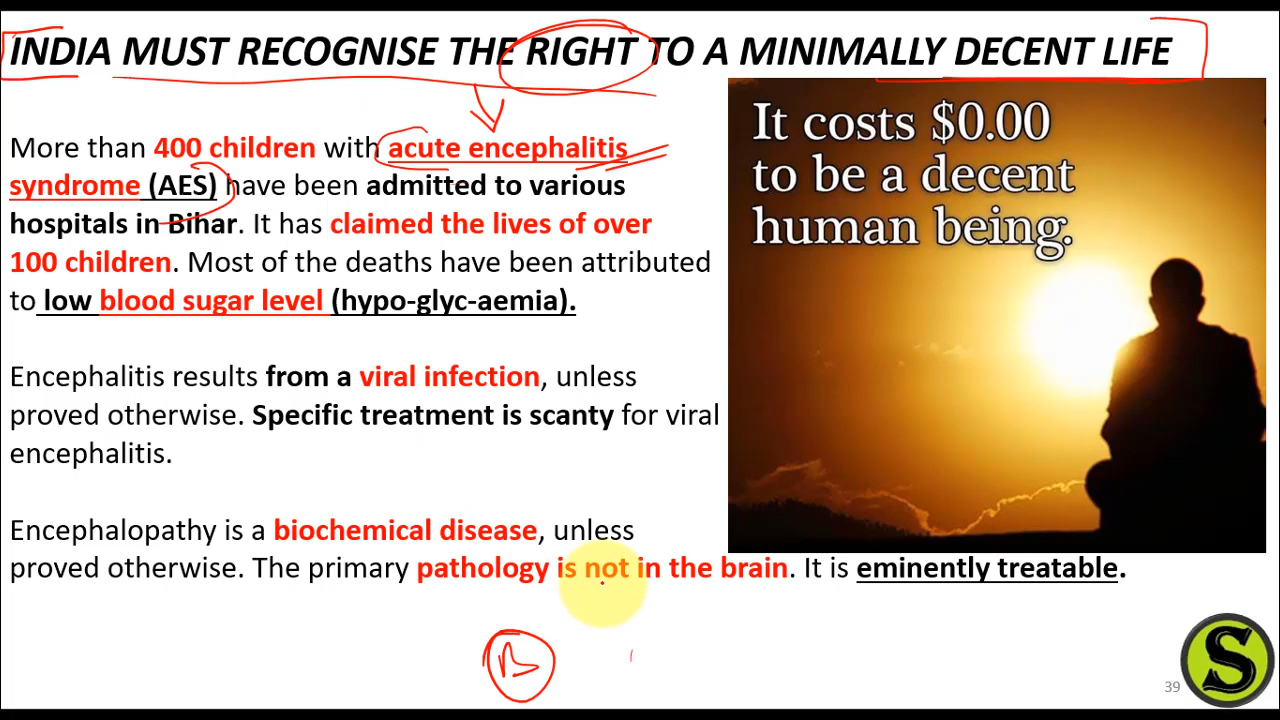 INDIA MUST RECOGNISE THE RIGHT TO A MINIMALLY DECENT LIFE
More than 400 children with acute encephalitis
syndrome (AES) have been admitted to various
hospitals in Bihar. It has claimed the lives of over
100 children. Most of the deaths have been attributed
to low blood sugar level (hypo-glyc-aemia).
Encephalitis results from a viral infection, unless
proved otherwise. Specific treatment is scanty for viral
encephalitis.
Encephalopathy is a biochemical disease, unless
proved otherwise. The primary pathology is not in the brain. It is eminently treatable.
It costs $0.00
to be a decent
human being.
39
S